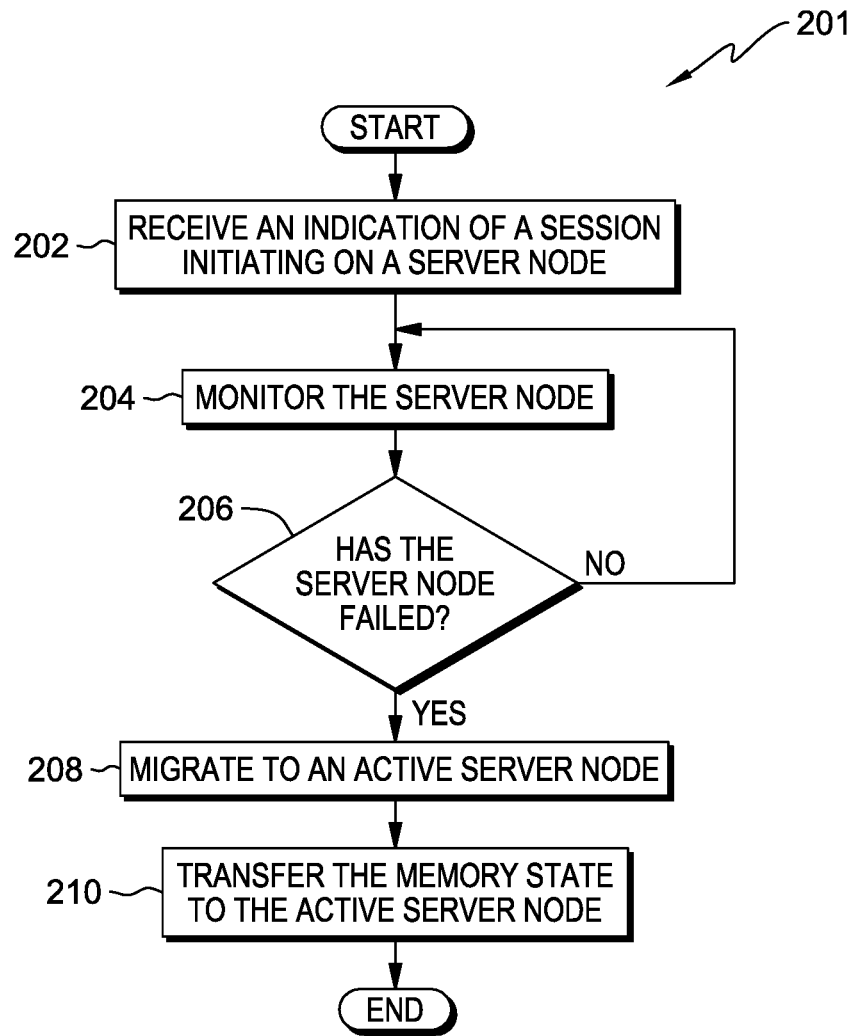 201
START
202
RECEIVE AN INDICATION OF A SESSION
INITIATING ON A SERVER NODE
204
MONITOR THE SERVER NODE
206
HAS THE
SERVER NODE
FAILED?
NO
YES
208
MIGRATE TO AN ACTIVE SERVER NODE
210
TRANSFER THE MEMORY STATE
TO THE ACTIVE SERVER NODE
END